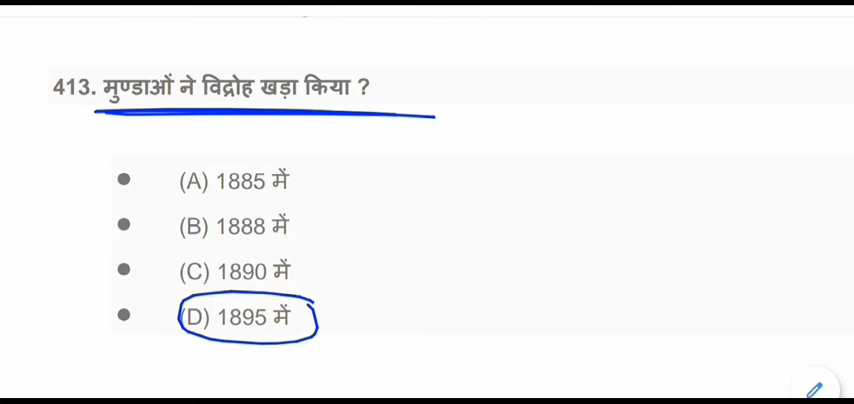 413. मुण्डाओं ने विद्रोह खड़ा किया ?
(A) 1885 में
(B) 1888 में
(C) 1890 में
(D) 1895 में